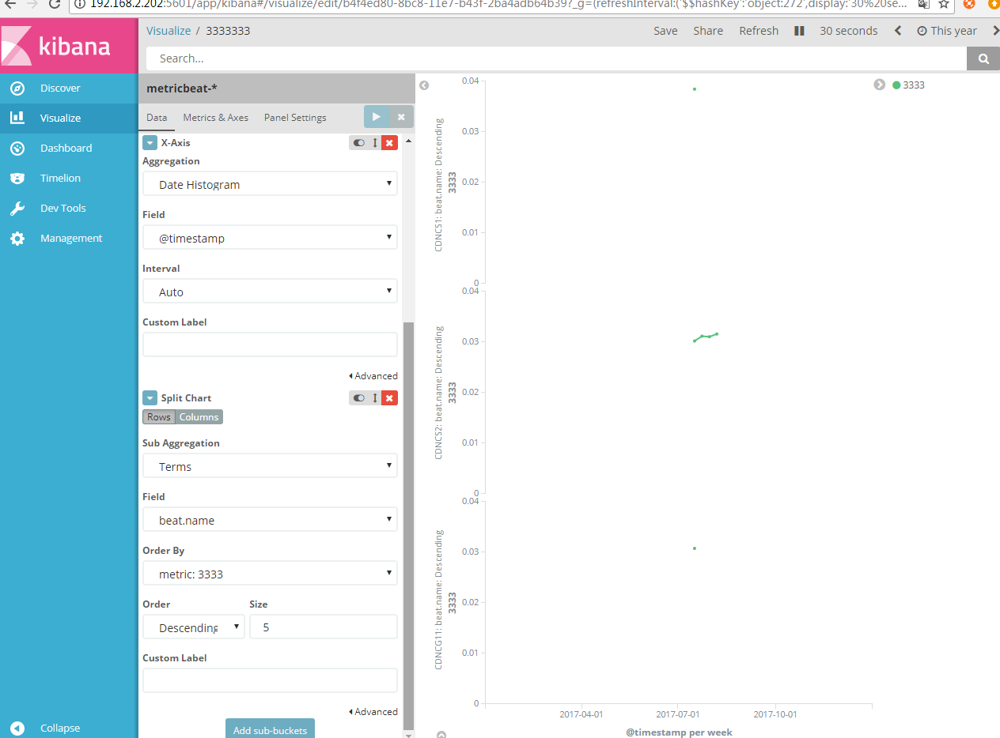 192.168.2.202:5601/app/kibana#/visualize/edit/b4f4ed80-8bc8-11e7-b43f-2ba4adb64b39?_g=(refreshInterval:('$$hashKey':'object:272',display:'30%20se...
kibana
Discover
Visualize
Dashboard
Timelion
Dev Tools
Management
Collapse
Visualize / 3333333
Save Share Refresh 30 seconds This year
Search...
metricbeat-*
Data Metrics & Axes Panel Settings
X-Axis
Aggregation
Date Histogram
Field
@timestamp
Interval
Auto
Custom Label
Advanced
Split Chart
Rows Columns
Sub Aggregation
Terms
Field
beat.name
Order By
metric: 3333
Order Size
Descending 5
Custom Label
Advanced
Add sub-buckets
3333
CDNCS1: beat.name: Descending
3333
0.04
0.03
0.02
0.01
0
CDNCS2: beat.name: Descending
3333
0.04
0.03
0.02
0.01
0
CDNCG11: beat.name: Descending
3333
0.04
0.03
0.02
0.01
0
2017-04-01 2017-07-01 2017-10-01
@timestamp per week